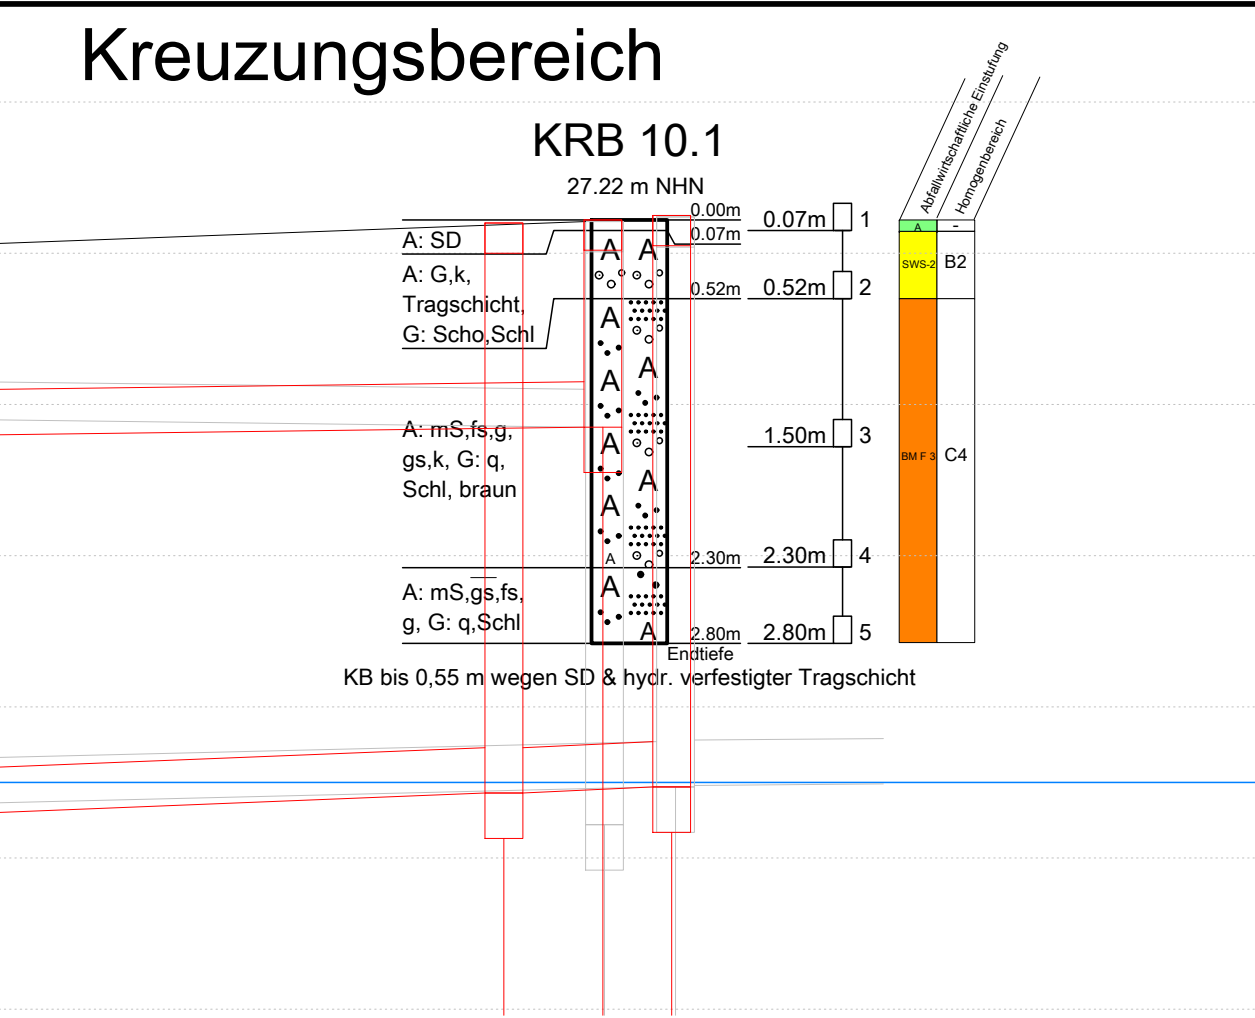 Kreuzungsbereich
KRB 10.1
27.22 m NHN
Abfallwirtschaftliche Einstufung
Homogenbereich
0.00m
0.07m
0.07m 1
A: SD
A A
A -
A: G,k,
Tragschicht,
G: Scho,Schl
SWS-2 B2
0.52m
0.52m 2
A
A
A
A: mS,fs,g,
gs,k, G: q,
Schl, braun
A
A
A
1.50m 3
BM F 3 C4
A
2.30m
2.30m 4
A: mS,g̅s̅,fs,
g, G: q,Schl
A
A
2.80m
2.80m 5
Endtiefe
KB bis 0,55 m wegen SD & hydr. verfestigter Tragschicht